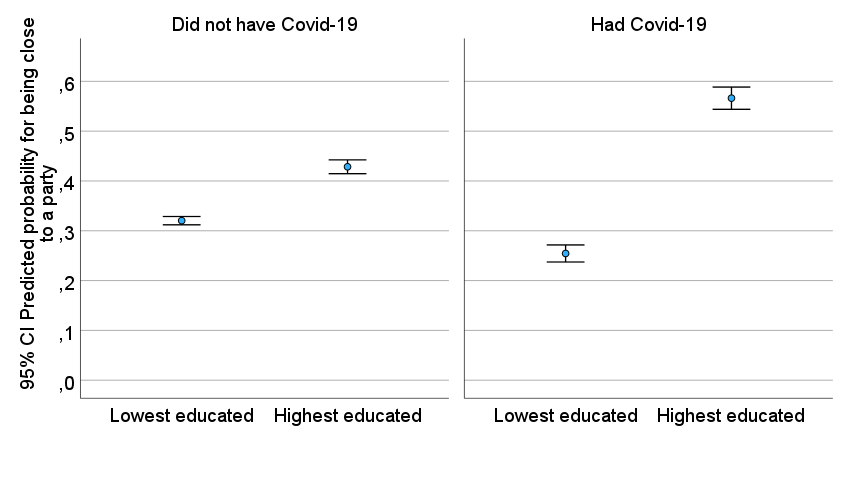 Did not have Covid-19
Had Covid-19
95% CI Predicted probability for being close
to a party
,6
,5
,4
,3
,2
,1
,0
Lowest educated
Highest educated
Lowest educated
Highest educated